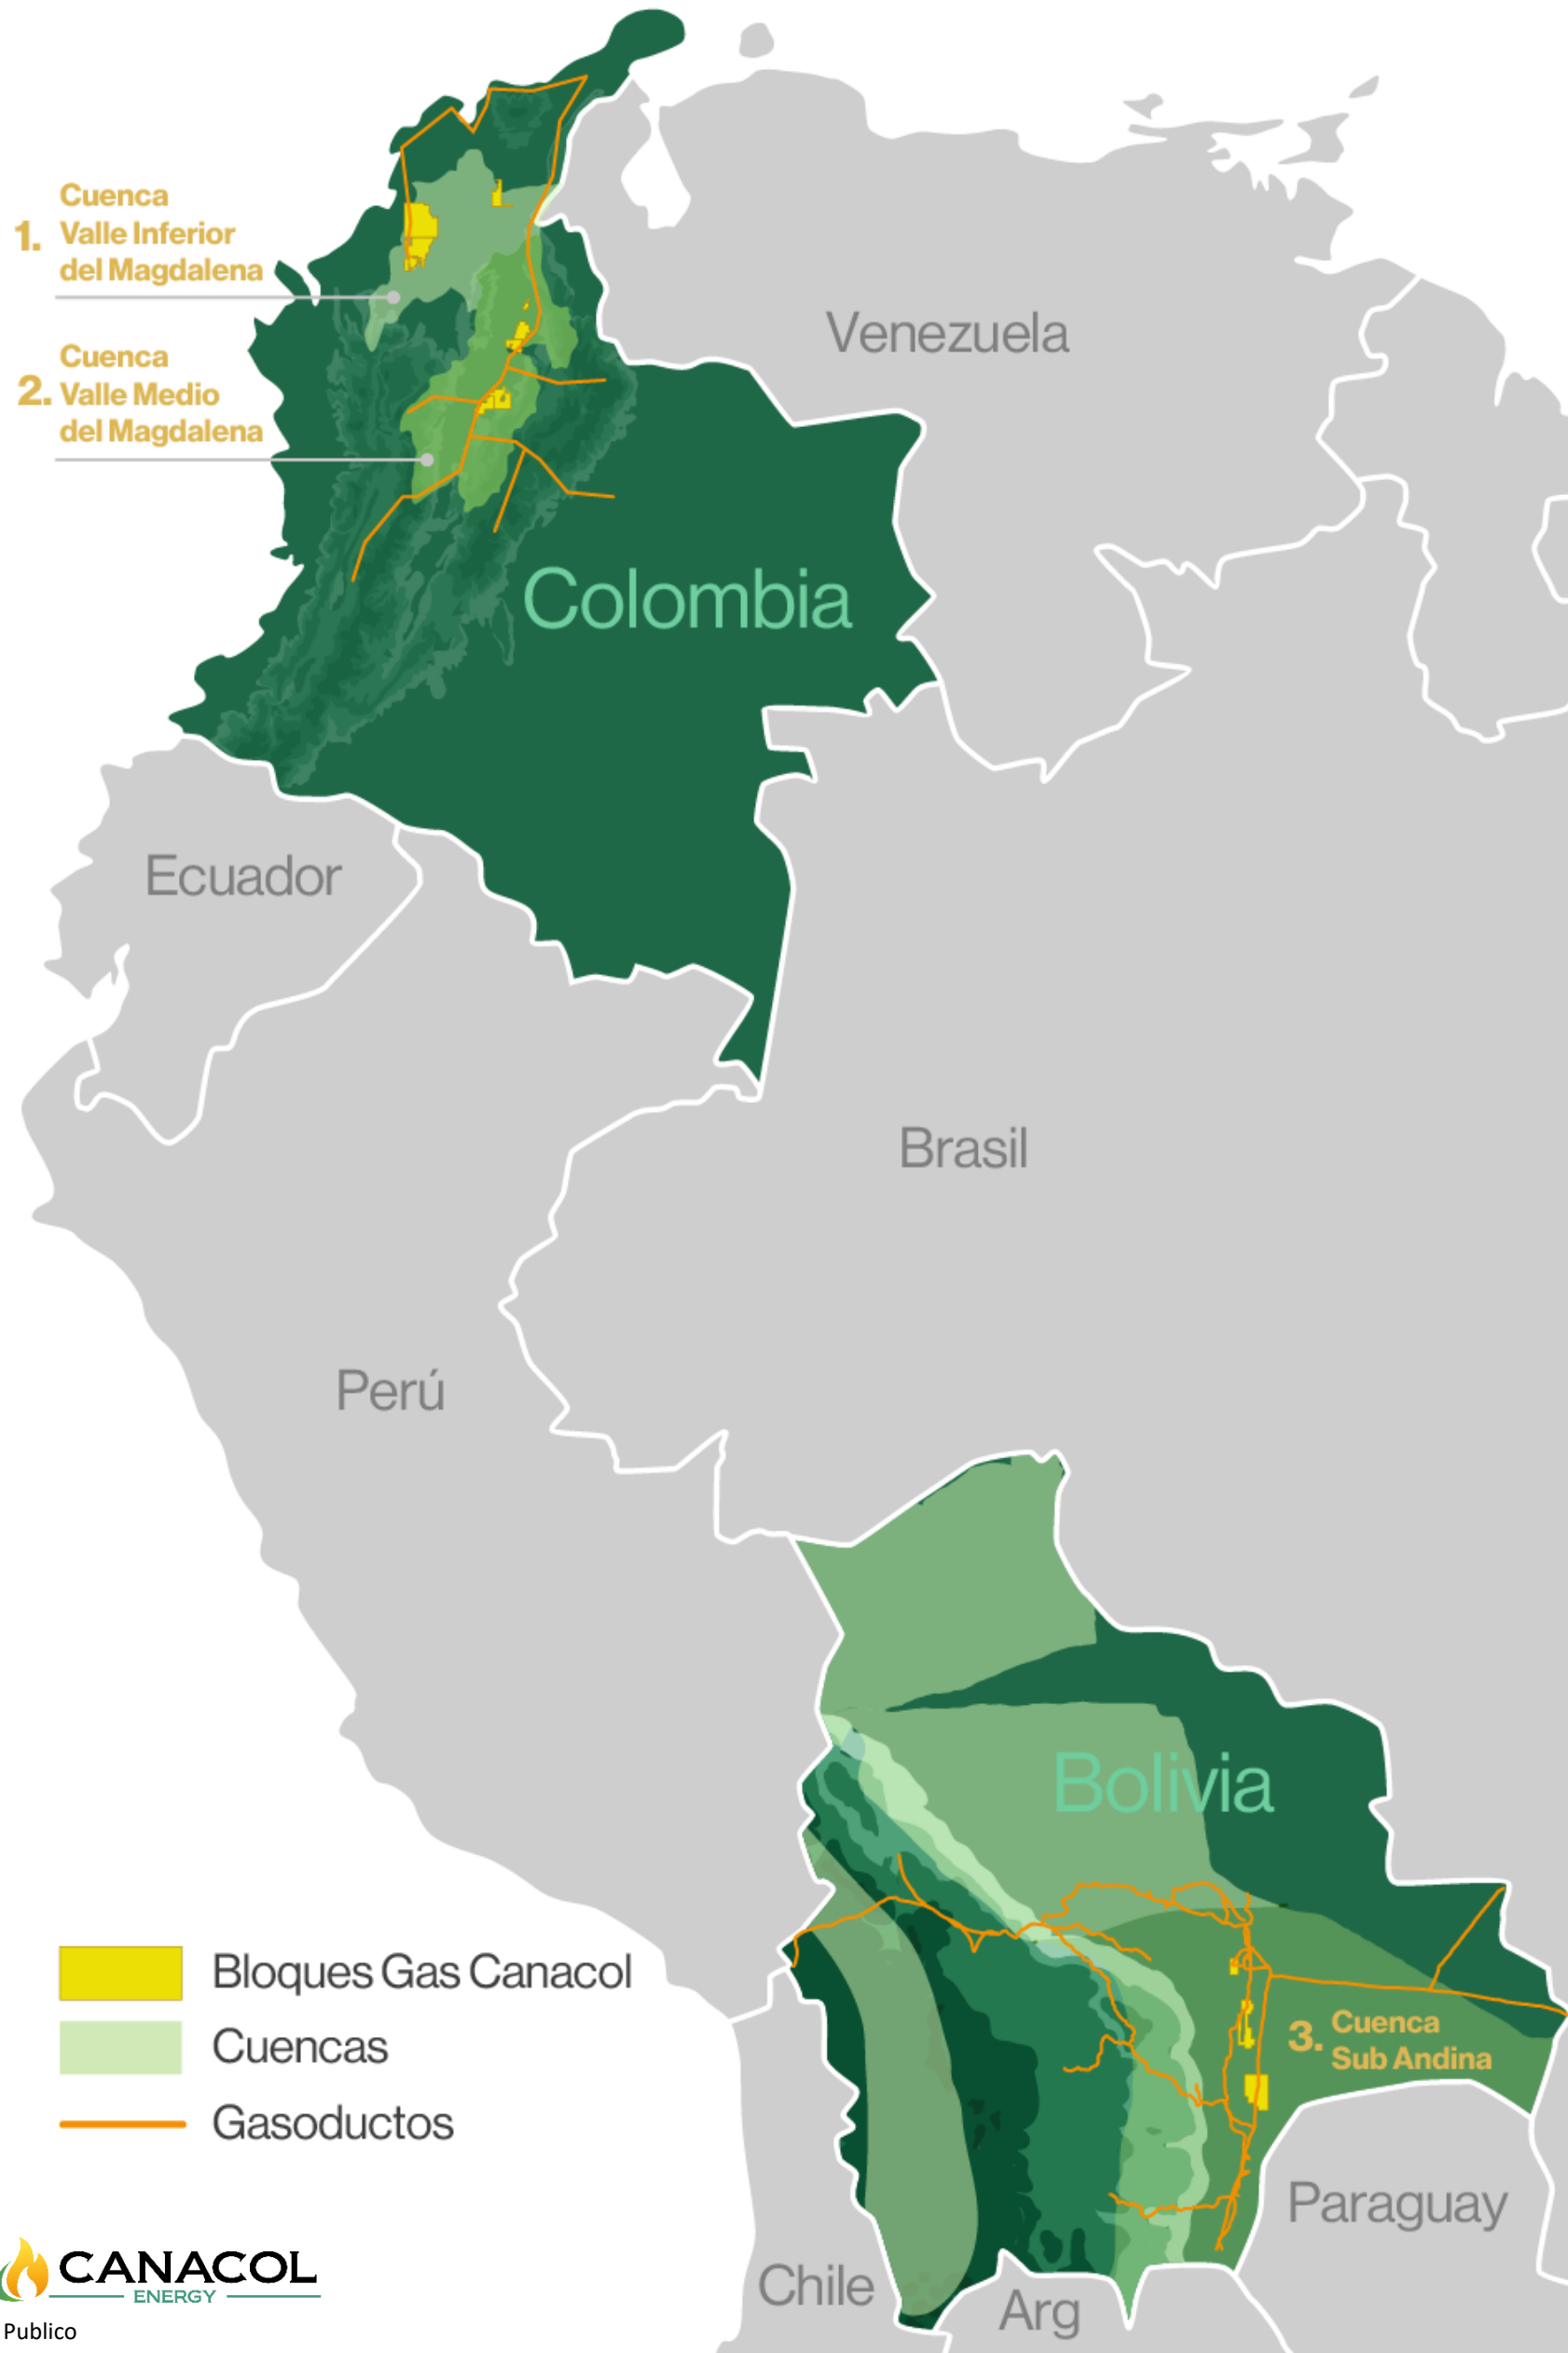 1.
Cuenca
Valle Inferior
del Magdalena
2.
Cuenca
Valle Medio
del Magdalena
Venezuela
Colombia
Ecuador
Brasil
Perú
Bolivia
3.
Cuenca
Sub Andina
Paraguay
Chile
Arg
Bloques Gas Canacol
Cuencas
Gasoductos
CANACOL
ENERGY
Publico